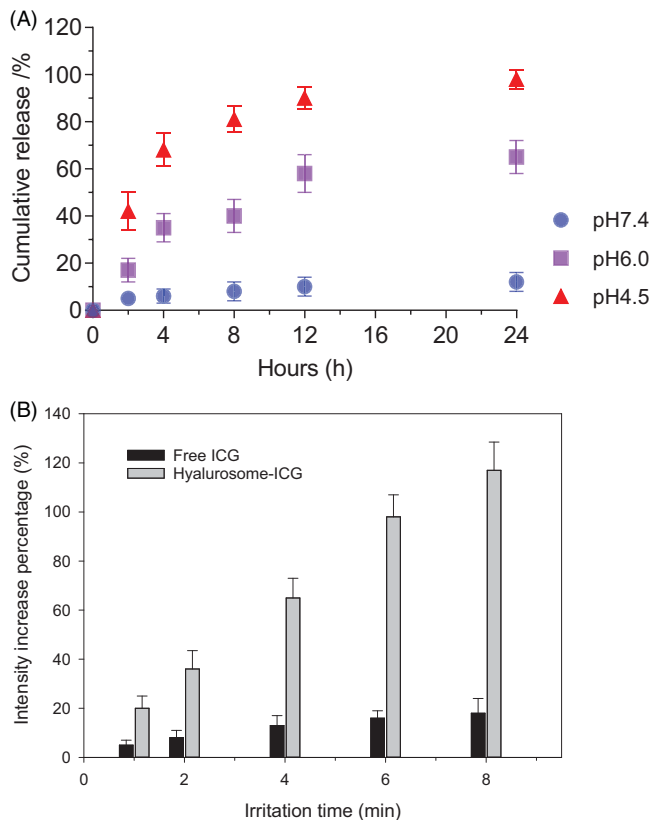 (A)
Cumulative release /%
120
100
80
60
40
20
0
0 4 8 12 16 20 24
Hours (h)
pH7.4
pH6.0
pH4.5
(B)
Intensity increase percentage (%)
140
120
100
80
60
40
20
0
Free ICG
Hyalurosome-ICG
0 2 4 6 8
Irritation time (min)